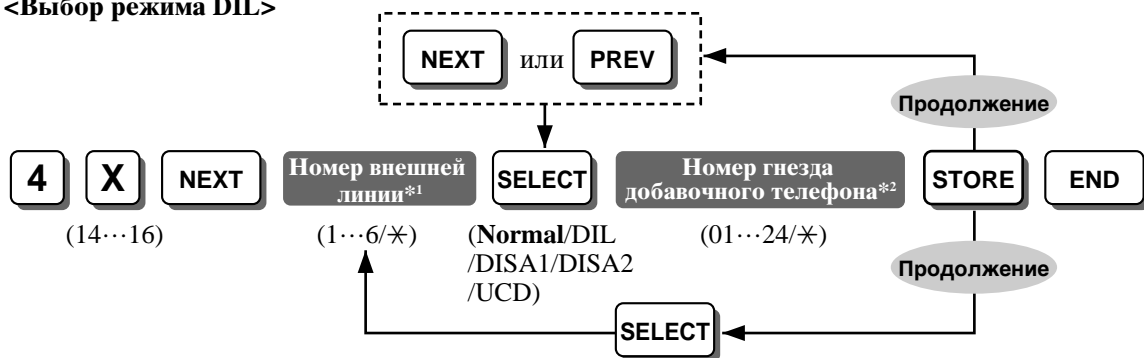 <Выбор режима DIL>
NEXT или PREV
Продолжение
4 X NEXT Номер внешней линии*1 SELECT Номер гнезда добавочного телефона*2 STORE END
(14···16) (1···6/✳) (Normal/DIL (01···24/✳)
/DISA1/DISA2
/UCD)
Продолжение
SELECT